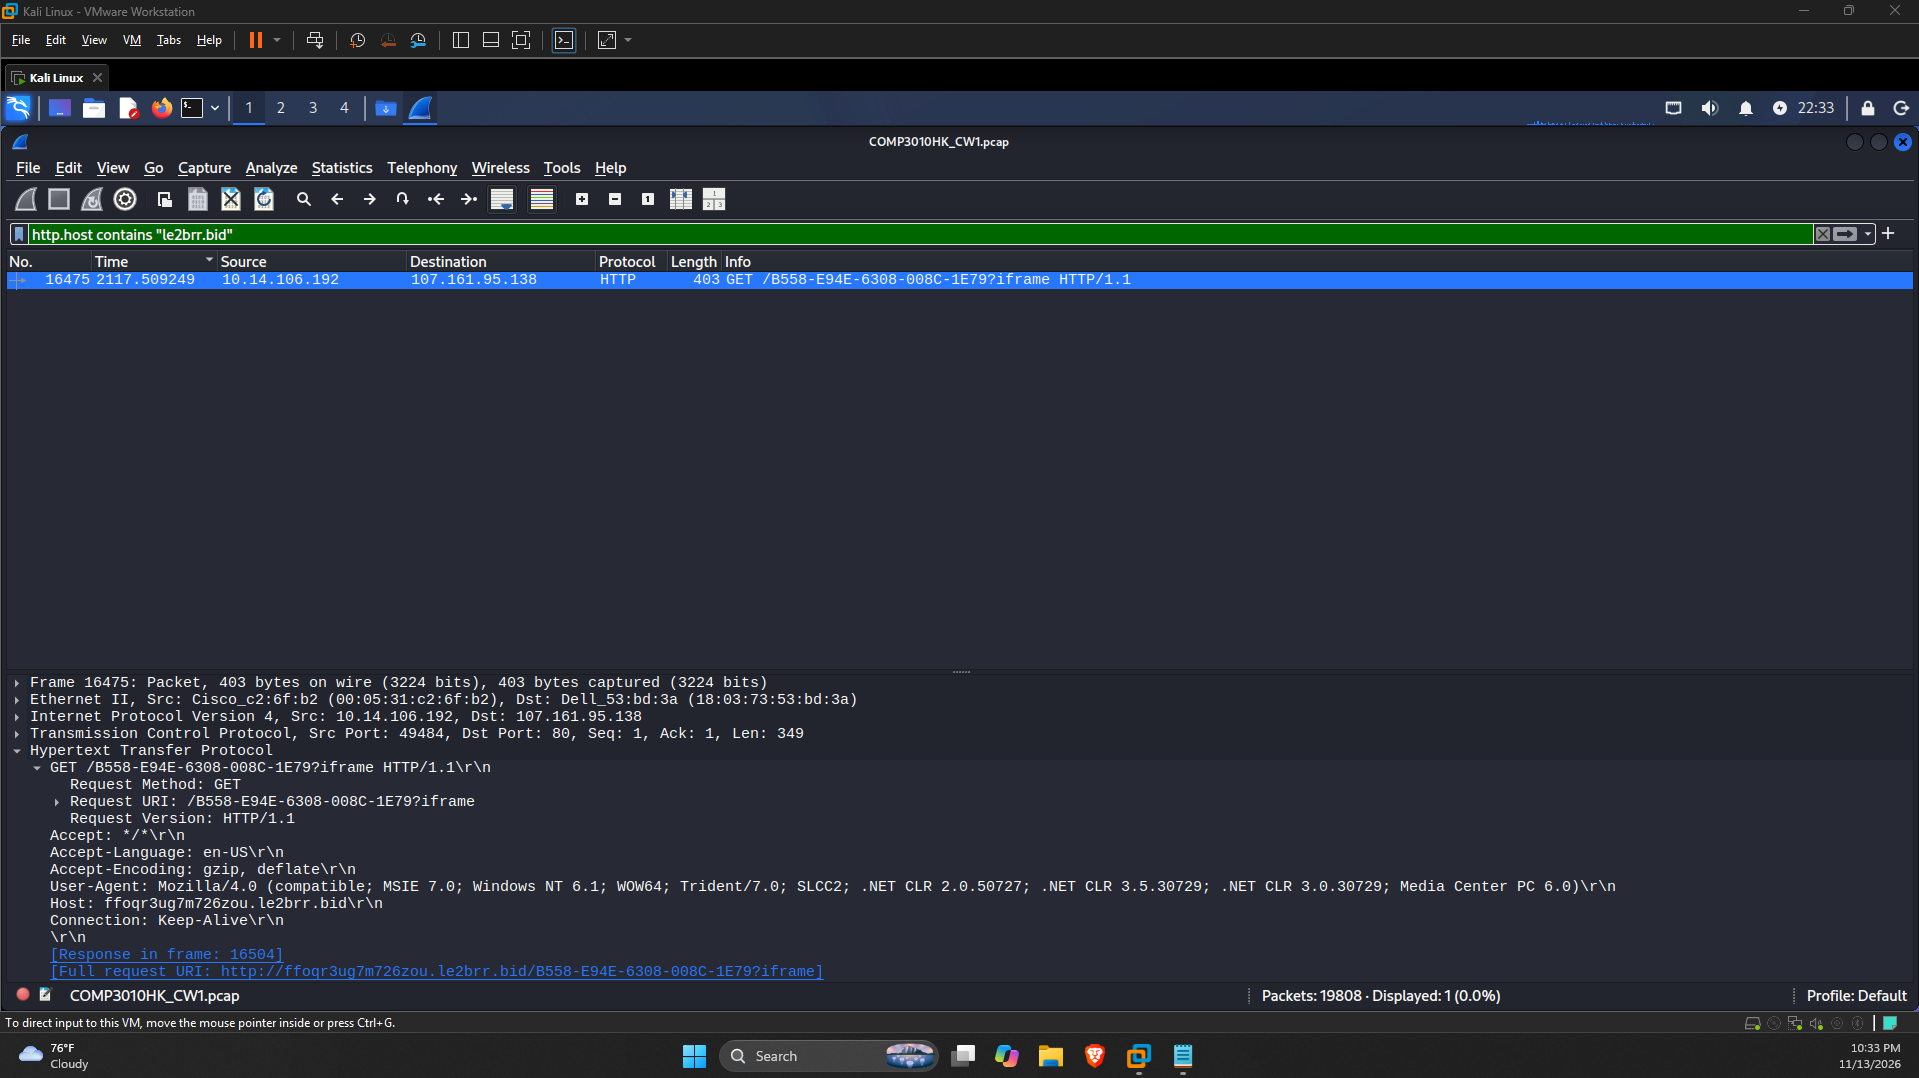 Kali Linux - VMware Workstation
File Edit View VM Tabs Help
Kali Linux
1 2 3 4 22:33
COMP3010HK_CW1.pcap
File Edit View Go Capture Analyze Statistics Telephony Wireless Tools Help
http.host contains "le2brr.bid"
No. Time Source Destination Protocol Length Info
16475 2117.509249 10.14.106.192 107.161.95.138 HTTP 403 GET /B558-E94E-6308-008C-1E79?iframe HTTP/1.1
Frame 16475: Packet, 403 bytes on wire (3224 bits), 403 bytes captured (3224 bits)
Ethernet II, Src: Cisco_c2:6f:b2 (00:05:31:c2:6f:b2), Dst: Dell_53:bd:3a (18:03:73:53:bd:3a)
Internet Protocol Version 4, Src: 10.14.106.192, Dst: 107.161.95.138
Transmission Control Protocol, Src Port: 49484, Dst Port: 80, Seq: 1, Ack: 1, Len: 349
Hypertext Transfer Protocol
GET /B558-E94E-6308-008C-1E79?iframe HTTP/1.1\r\n
Request Method: GET
Request URI: /B558-E94E-6308-008C-1E79?iframe
Request Version: HTTP/1.1
Accept: */*\r\n
Accept-Language: en-US\r\n
Accept-Encoding: gzip, deflate\r\n
User-Agent: Mozilla/4.0 (compatible; MSIE 7.0; Windows NT 6.1; WOW64; Trident/7.0; SLCC2; .NET CLR 2.0.50727; .NET CLR 3.5.30729; .NET CLR 3.0.30729; Media Center PC 6.0)\r\n
Host: ffoqr3ug7m726zou.le2brr.bid\r\n
Connection: Keep-Alive\r\n
\r\n
[Response in frame: 16504]
[Full request URI: http://ffoqr3ug7m726zou.le2brr.bid/B558-E94E-6308-008C-1E79?iframe]
COMP3010HK_CW1.pcap Packets: 19808 · Displayed: 1 (0.0%) Profile: Default
To direct input to this VM, move the mouse pointer inside or press Ctrl+G.
76°F
Cloudy
Search
10:33 PM
11/13/2026